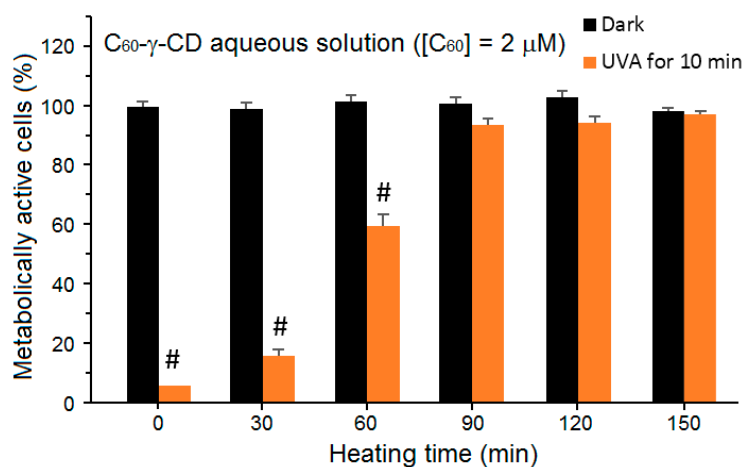 C₆₀-γ-CD aqueous solution ([C₆₀] = 2 μM)
Dark
UVA for 10 min
Metabolically active cells (%)
120
100
80
60
40
20
0
#
#
#
0 30 60 90 120 150
Heating time (min)